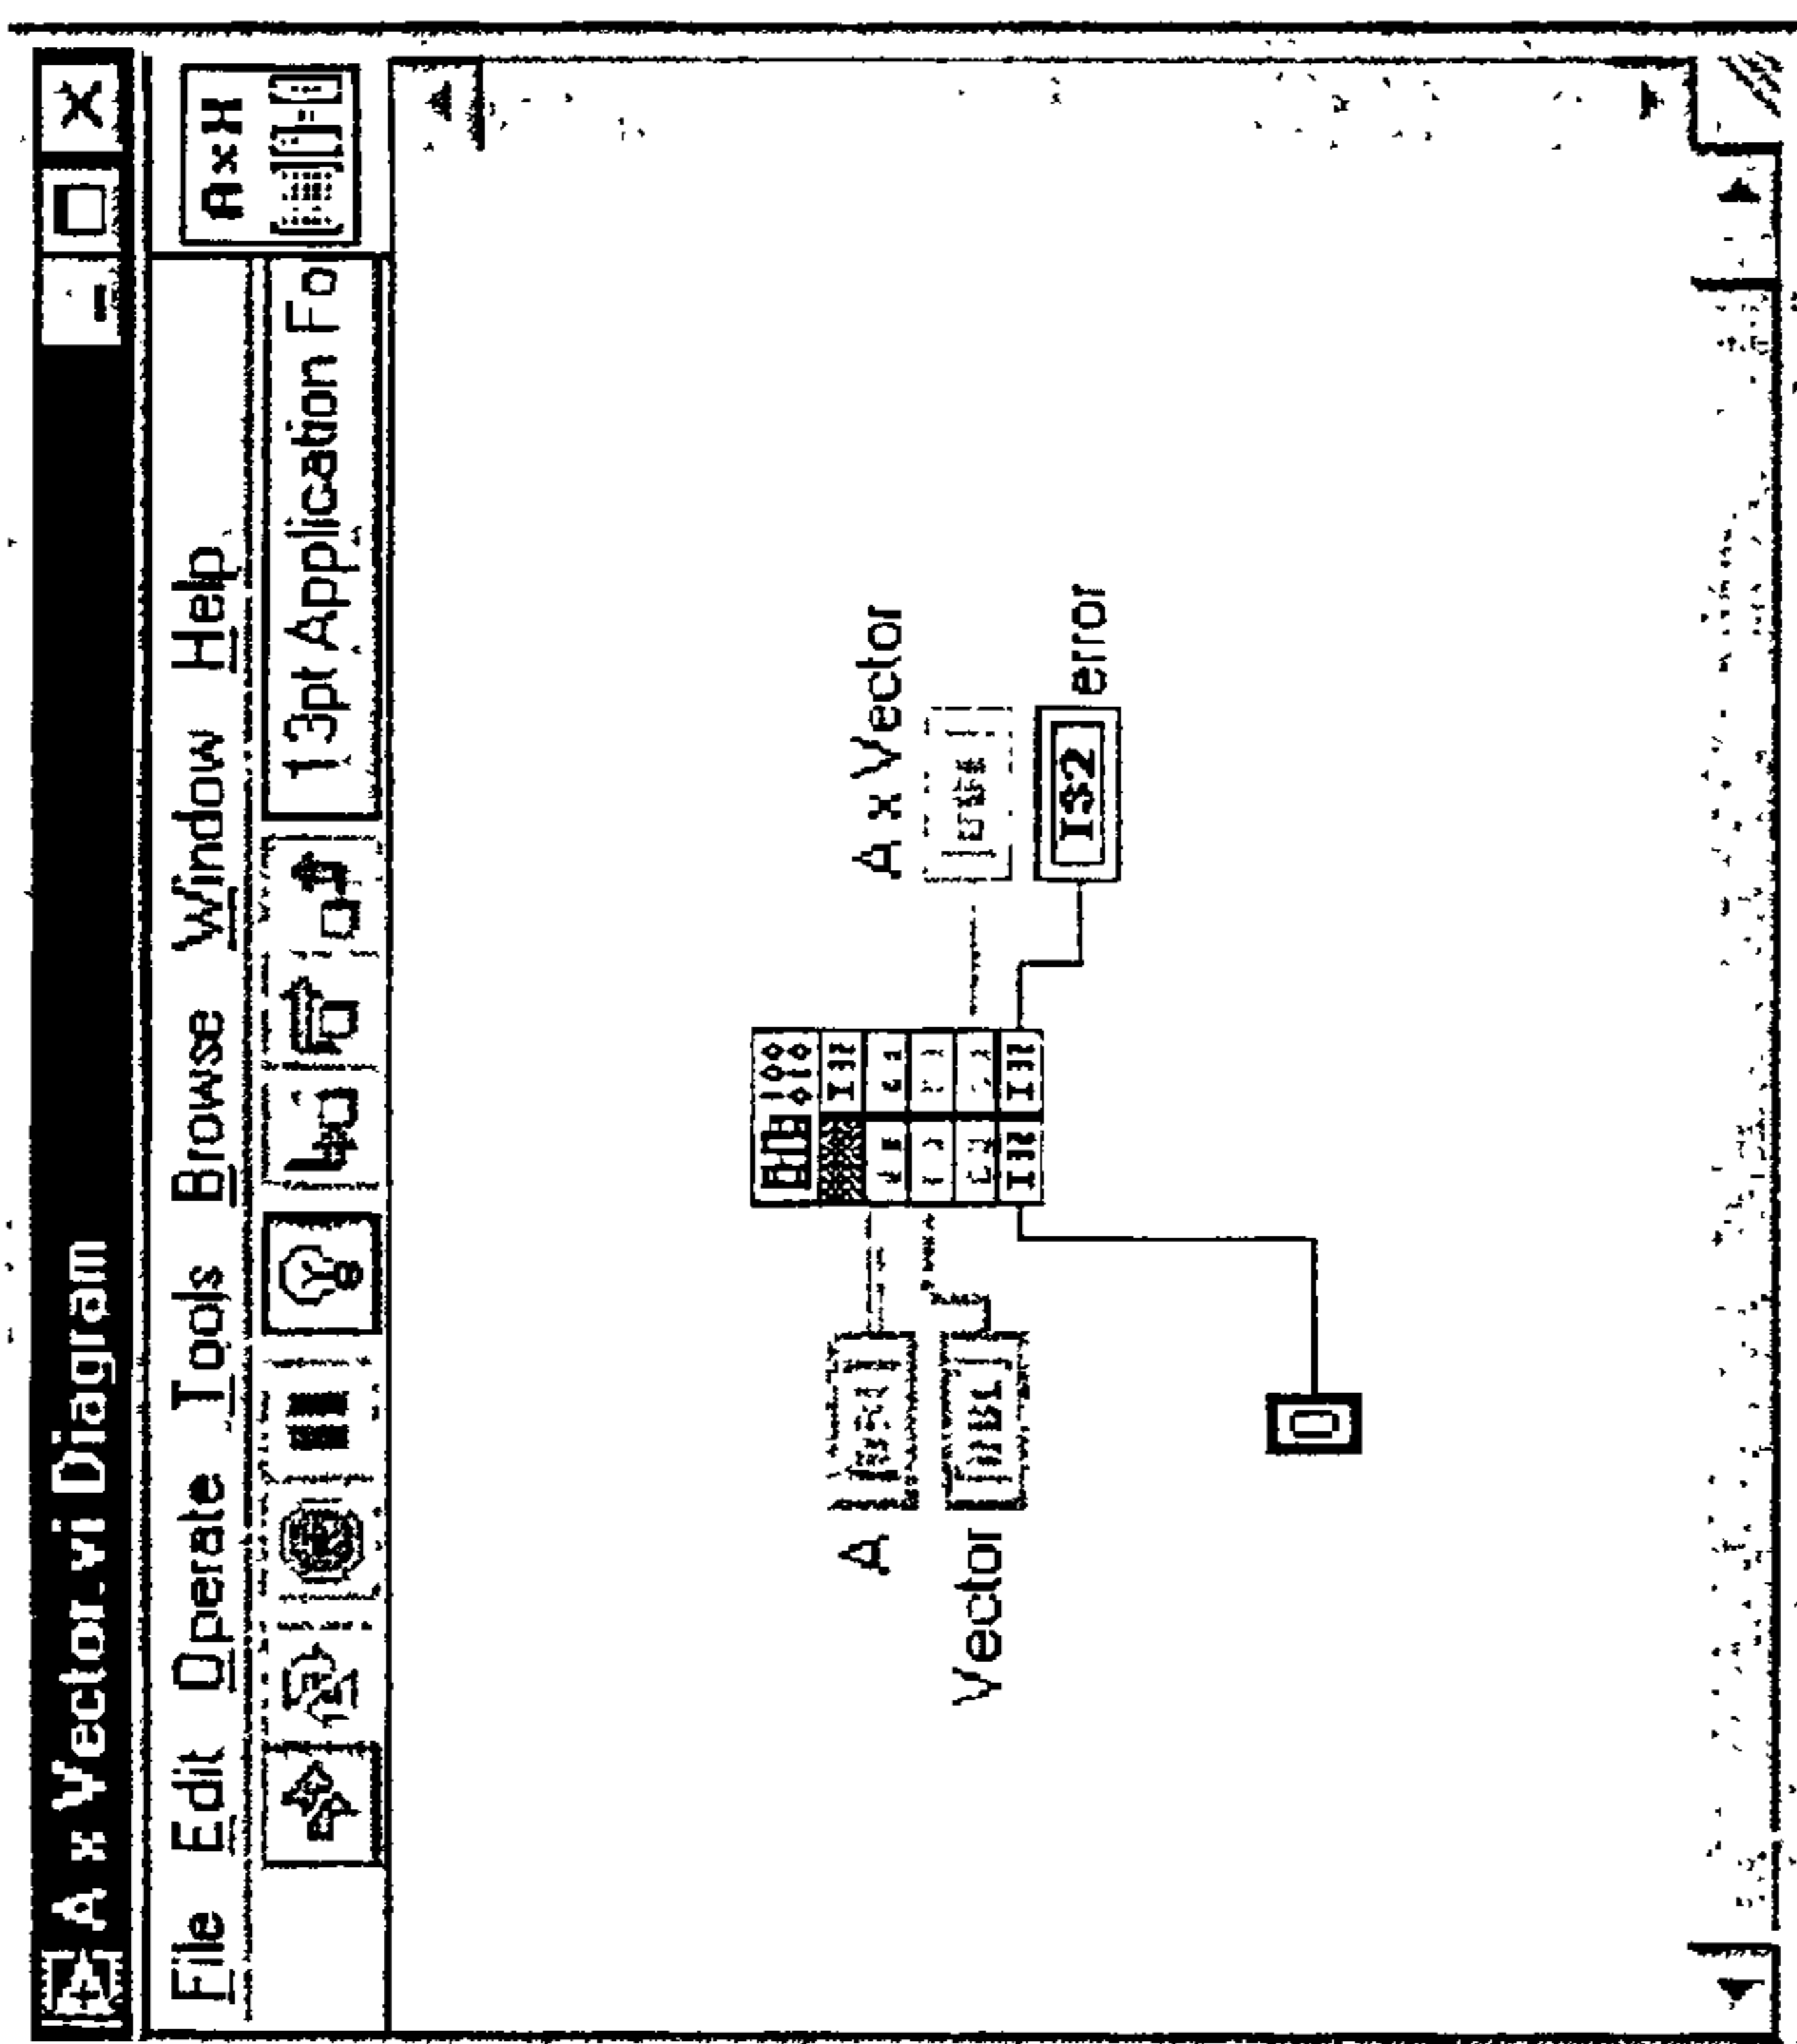 A x Vector.vi Diagram
File Edit Operate Tools Browse Window Help
13pt Application Fo
A×X
A
A x Vector
Vector
I32
error
0